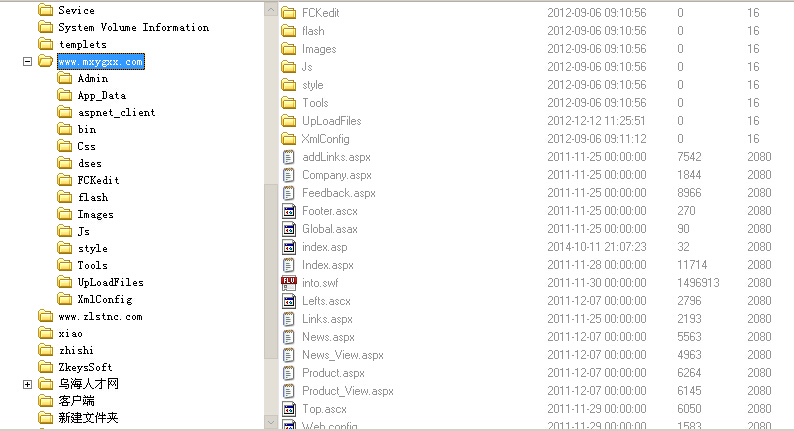 Sevice
System Volume Information
templets
www.mxygxx.com
Admin
App_Data
aspnet_client
bin
Css
dses
FCKedit
flash
Images
Js
style
Tools
UpLoadFiles
XmlConfig
www.zlstnc.com
xiao
zhishi
ZkeysSoft
乌海人才网
客户端
新建文件夹
FCKedit 2012-09-06 09:10:56 0 16
flash 2012-09-06 09:10:56 0 16
Images 2012-09-06 09:10:56 0 16
Js 2012-09-06 09:10:56 0 16
style 2012-09-06 09:10:56 0 16
Tools 2012-09-06 09:10:56 0 16
UpLoadFiles 2012-12-12 11:25:51 0 16
XmlConfig 2012-09-06 09:11:12 0 16
addLinks.aspx 2011-11-25 00:00:00 7542 2080
Company.aspx 2011-11-25 00:00:00 1844 2080
Feedback.aspx 2011-11-25 00:00:00 8966 2080
Footer.ascx 2011-11-25 00:00:00 270 2080
Global.asax 2011-11-25 00:00:00 90 2080
index.asp 2014-10-11 21:07:23 32 2080
Index.aspx 2011-11-28 00:00:00 11714 2080
into.swf 2011-11-30 00:00:00 1496913 2080
Lefts.ascx 2011-12-07 00:00:00 2796 2080
Links.aspx 2011-11-25 00:00:00 2193 2080
News.aspx 2011-12-07 00:00:00 5563 2080
News_View.aspx 2011-12-07 00:00:00 4963 2080
Product.aspx 2011-12-07 00:00:00 6264 2080
Product_View.aspx 2011-12-07 00:00:00 6145 2080
Top.ascx 2011-11-29 00:00:00 6050 2080
Web.config 2011-11-29 00:00:00 1583 2080